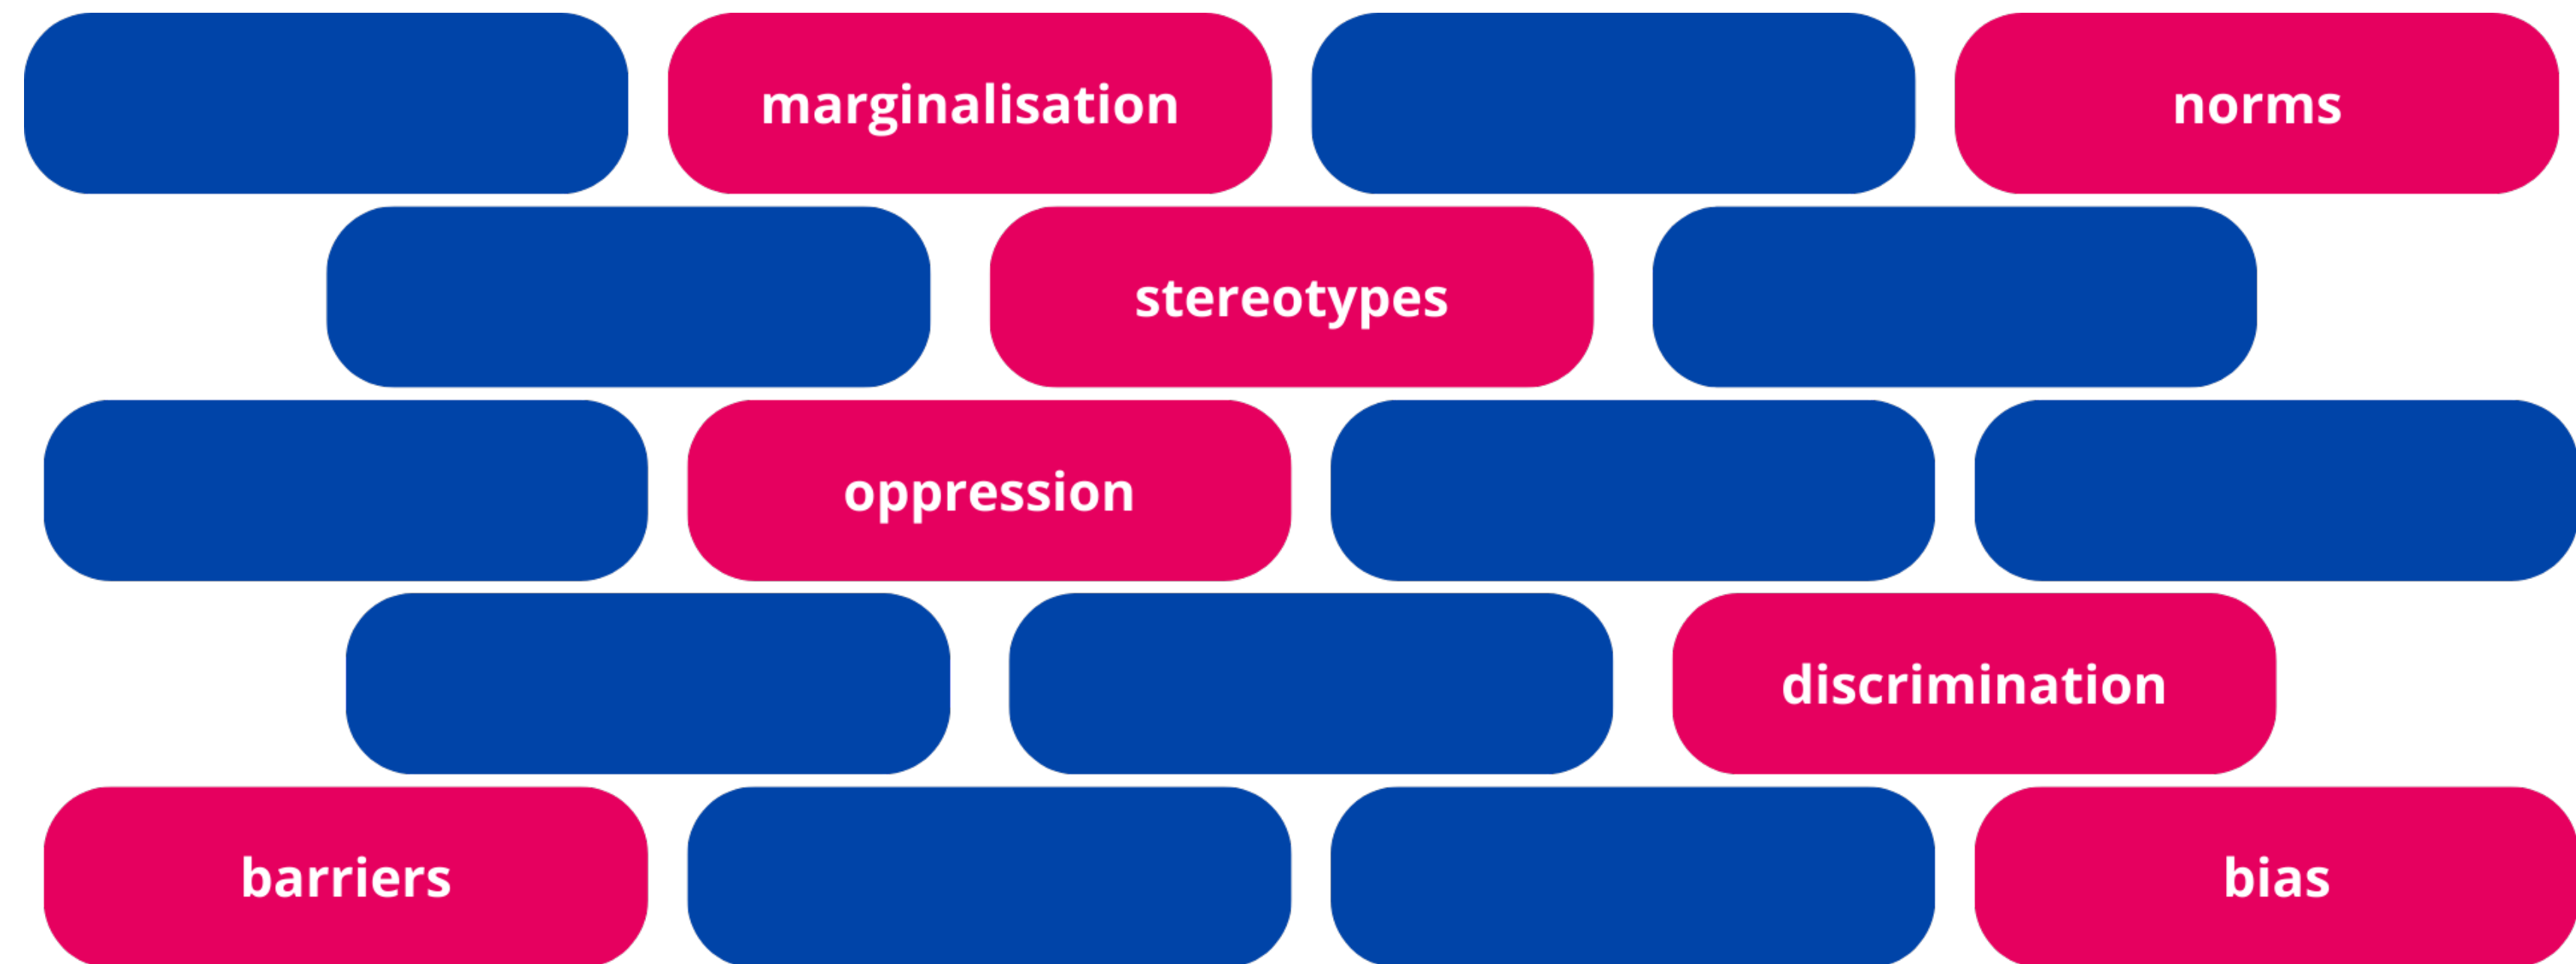 marginalisation
norms
stereotypes
oppression
discrimination
barriers
bias